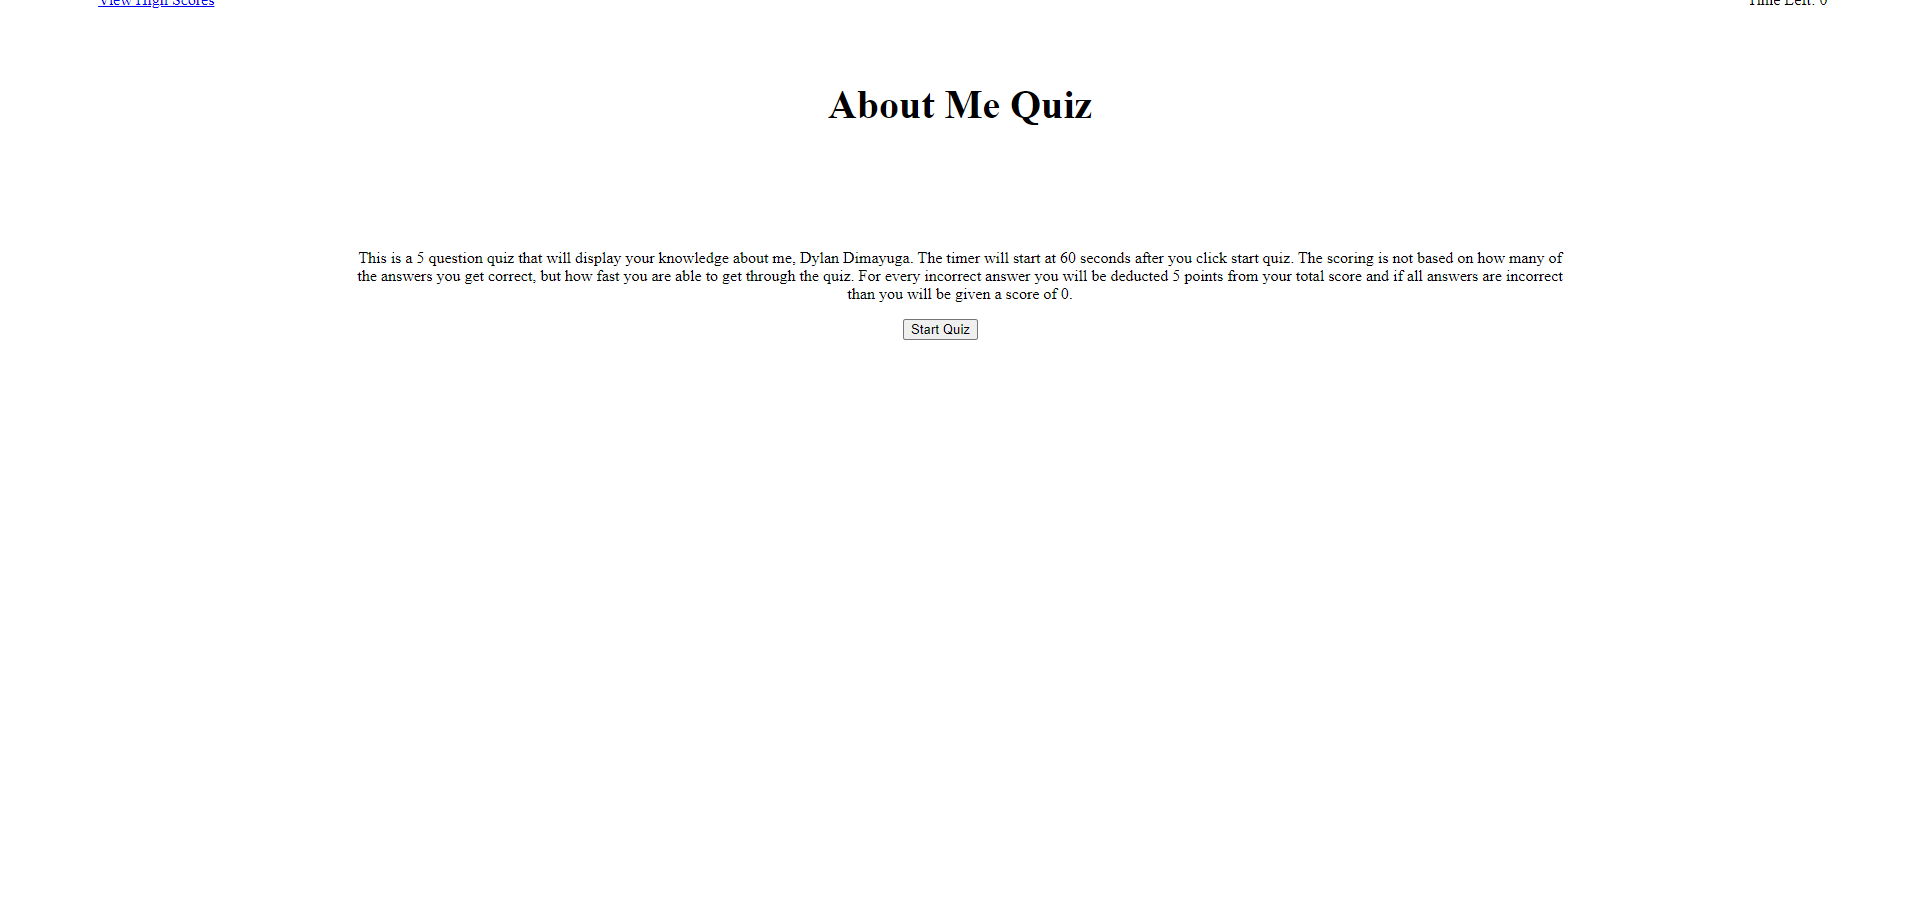 View High Scores
Time Left: 0
About Me Quiz
This is a 5 question quiz that will display your knowledge about me, Dylan Dimayuga. The timer will start at 60 seconds after you click start quiz. The scoring is not based on how many of
the answers you get correct, but how fast you are able to get through the quiz. For every incorrect answer you will be deducted 5 points from your total score and if all answers are incorrect
than you will be given a score of 0.
Start Quiz